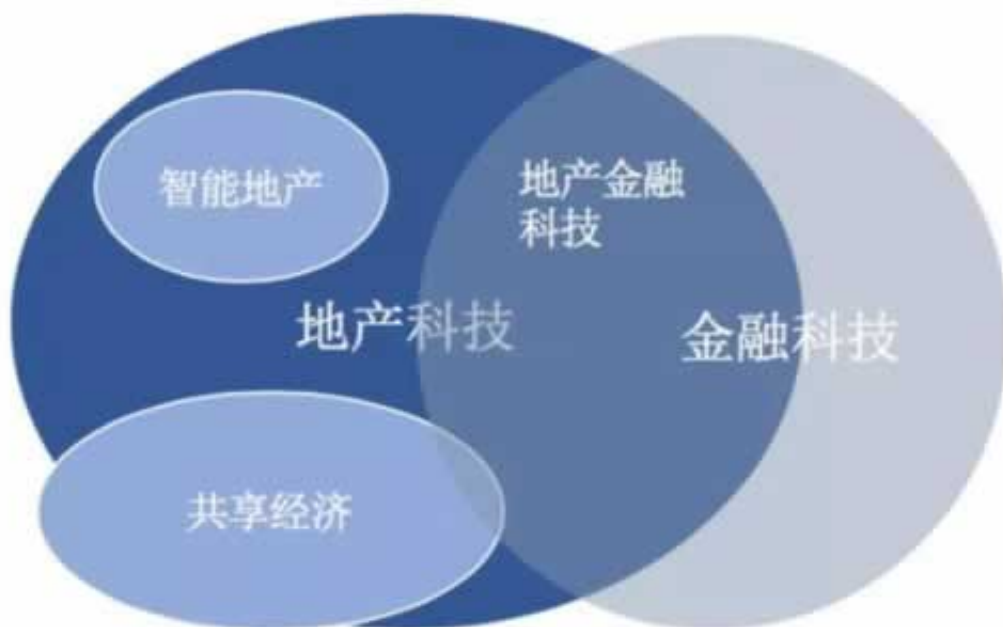 智能地产
地产金融
科技
地产科技
金融科技
共享经济